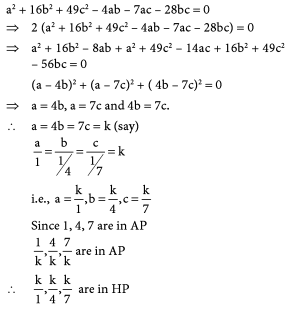 a² + 16b² + 49c² – 4ab – 7ac – 28bc = 0
⇒ 2 (a² + 16b² + 49c² – 4ab – 7ac – 28bc) = 0
⇒ a² + 16b² – 8ab + a² + 49c² – 14ac + 16b² + 49c²
– 56bc = 0
(a – 4b)² + (a – 7c)² + ( 4b – 7c)² = 0
⇒ a = 4b, a = 7c and 4b = 7c.
∴ a = 4b = 7c = k (say)
a/1 = b/(1/4) = c/(1/7) = k
i.e., a = k/1, b = k/4, c = k/7
Since 1, 4, 7 are in AP
1/k, 4/k, 7/k are in AP
∴ k/1, k/4, k/7 are in HP